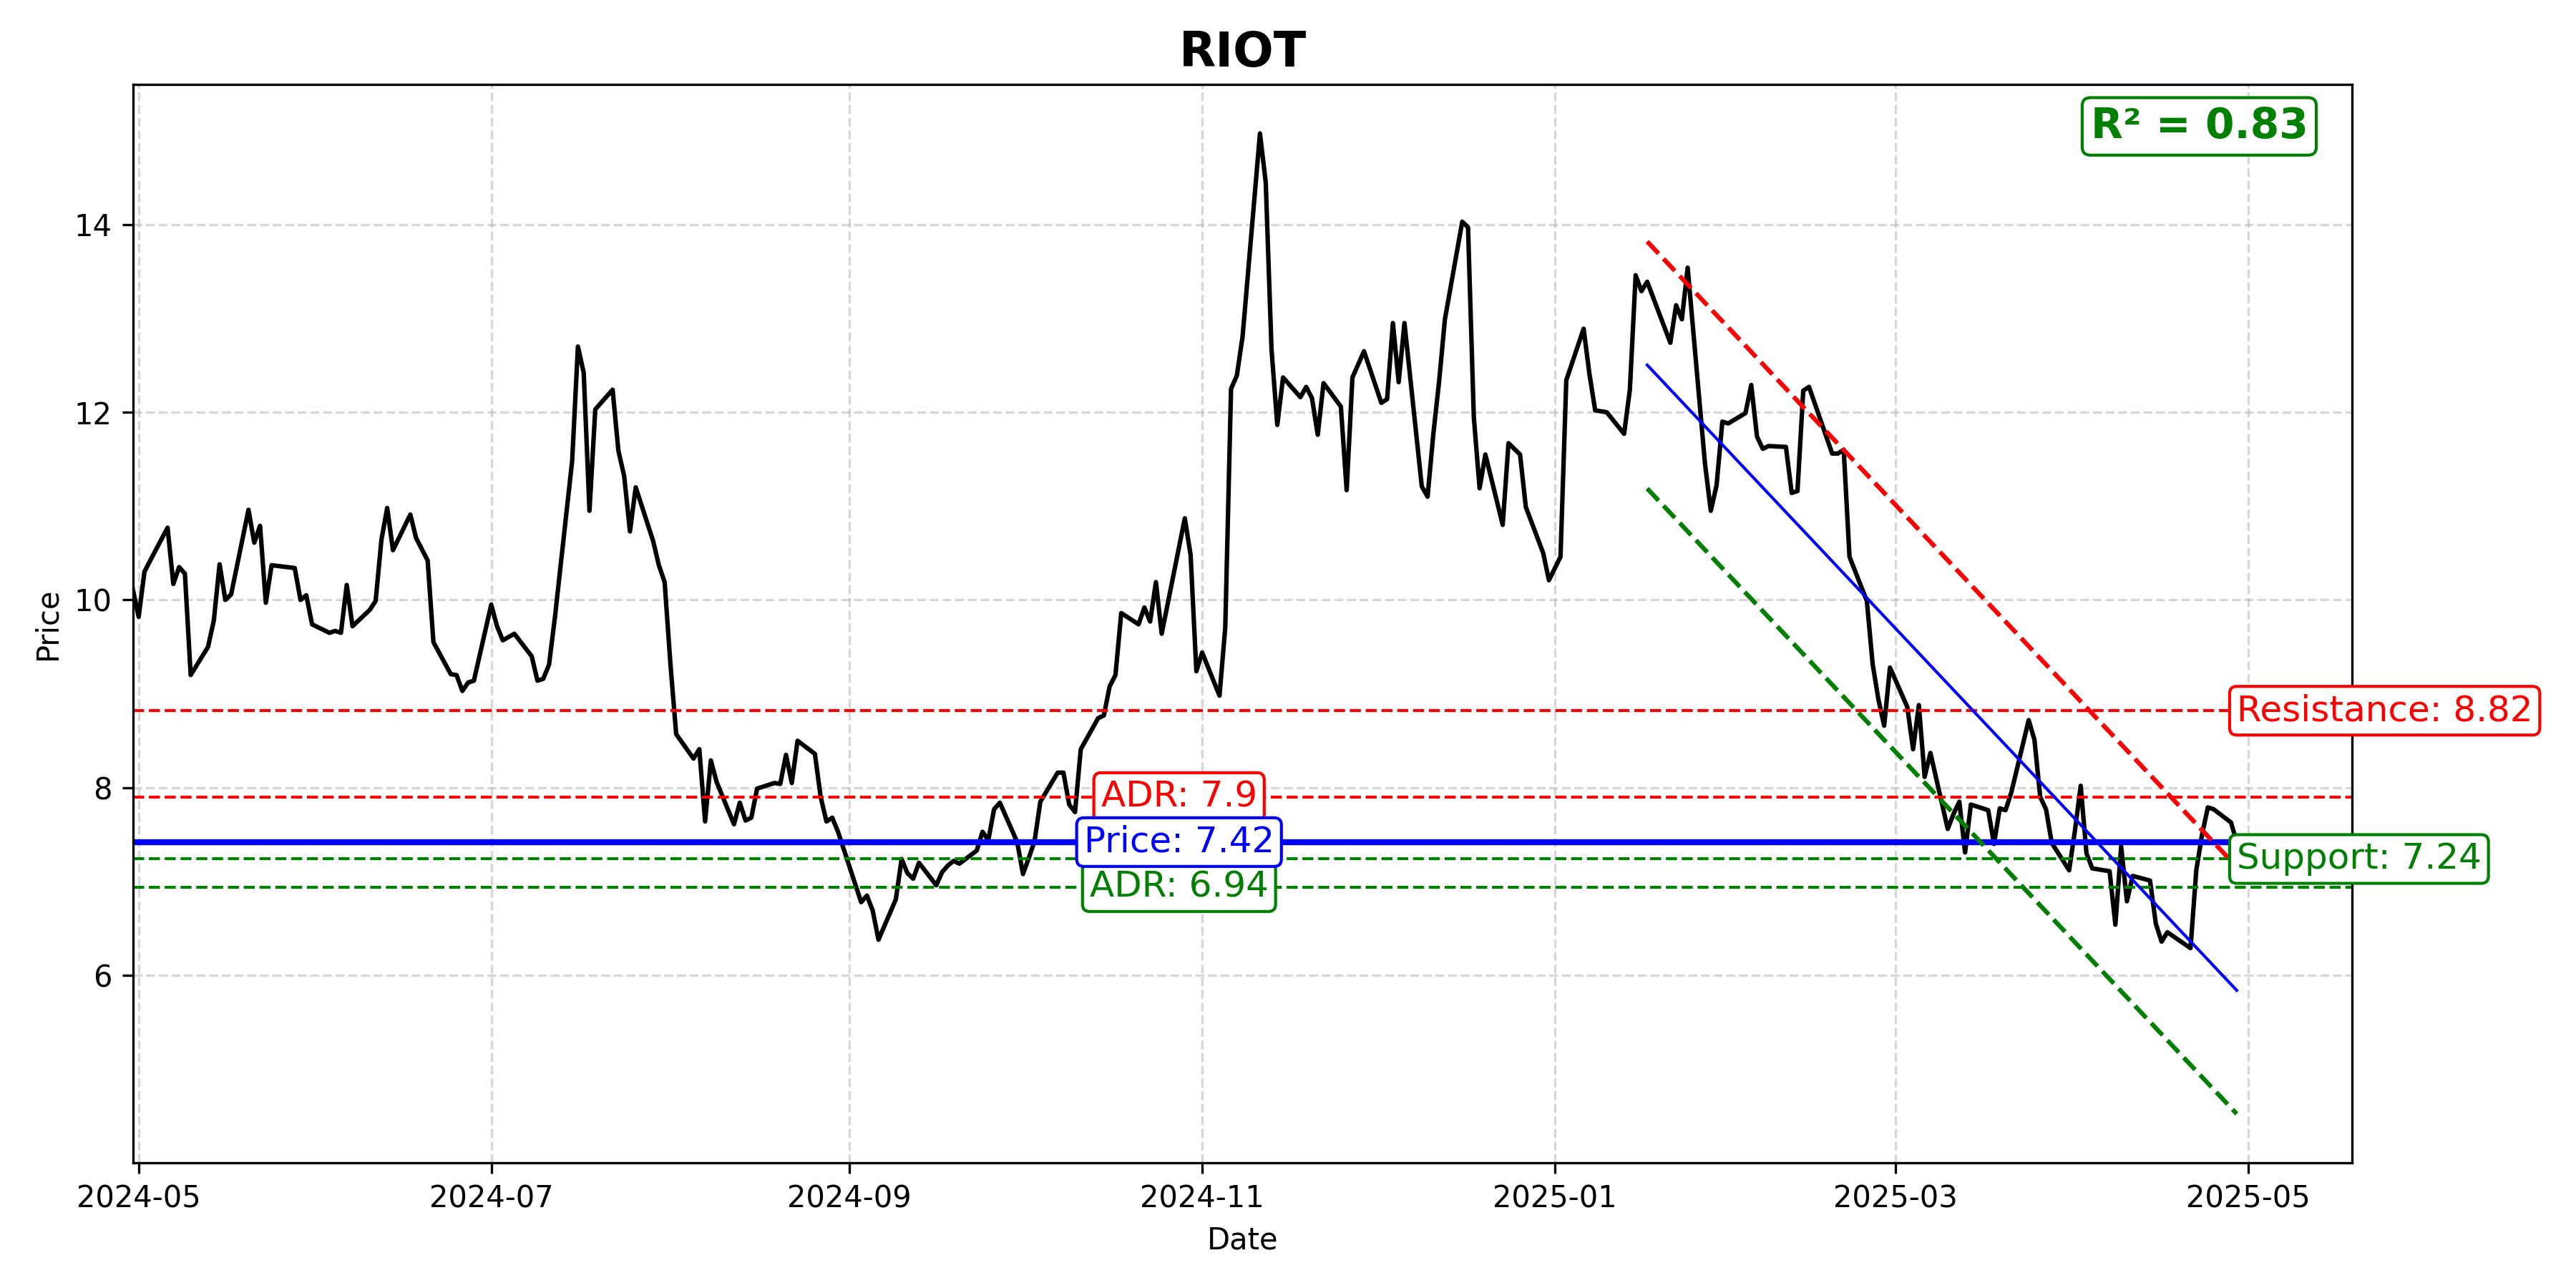 RIOT
R² = 0.83
Price
14
12
10
8
6
Resistance: 8.82
ADR: 7.9
Price: 7.42
Support: 7.24
ADR: 6.94
2024-05
2024-07
2024-09
2024-11
2025-01
2025-03
2025-05
Date